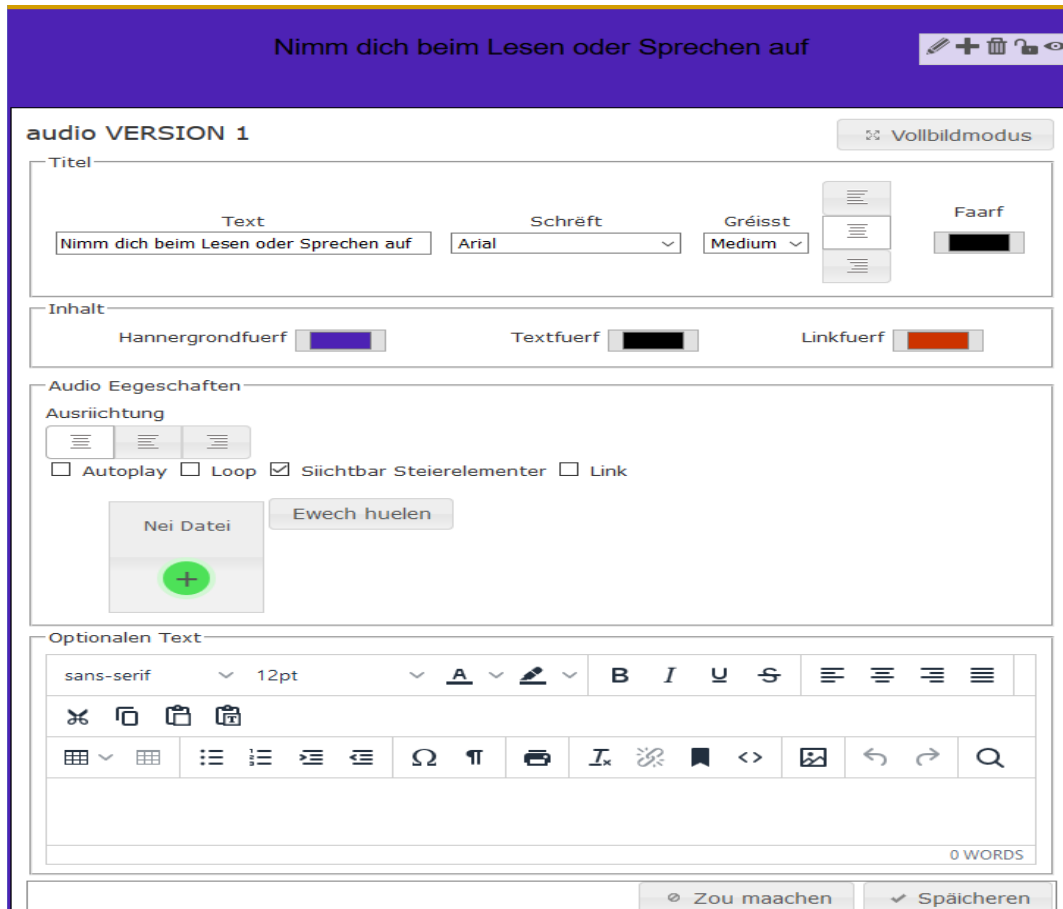 Nimm dich beim Lesen oder Sprechen auf
audio VERSION 1
Vollbildmodus
Titel
Text
Schrëft
Gréisst
Faarf
Nimm dich beim Lesen oder Sprechen auf
Arial
Medium
Inhalt
Hannergrondfuerf
Textfuerf
Linkfuerf
Audio Eegeschaften
Ausriichtung
Autoplay Loop Siichtbar Steierelementer Link
Nei Datei
Ewech huelen
Optionalen Text
sans-serif 12pt
0 WORDS
Zou maachen
Späicheren